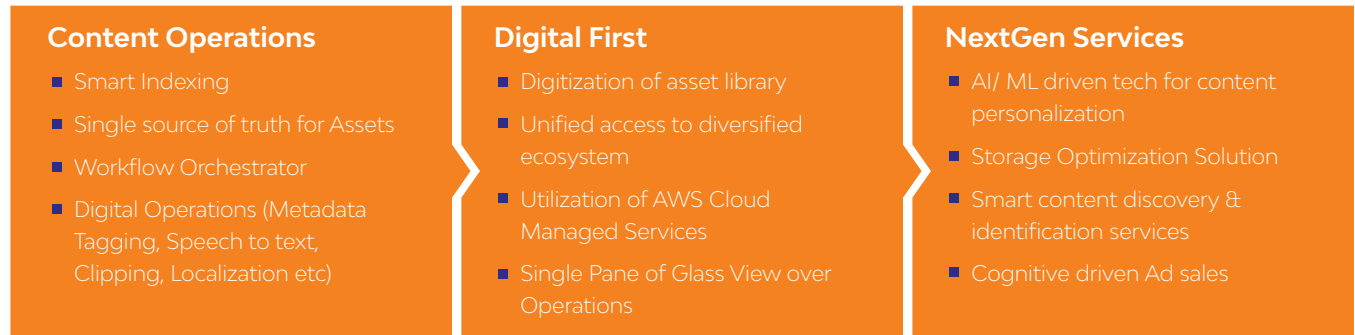 Content Operations
Smart Indexing
Single source of truth for Assets
Workflow Orchestrator
Digital Operations (Metadata
Tagging, Speech to text,
Clipping, Localization etc)
Digital First
Digitization of asset library
Unified access to diversified
ecosystem
Utilization of AWS Cloud
Managed Services
Single Pane of Glass View over
Operations
NextGen Services
AI/ ML driven tech for content
personalization
Storage Optimization Solution
Smart content discovery &
identification services
Cognitive driven Ad sales